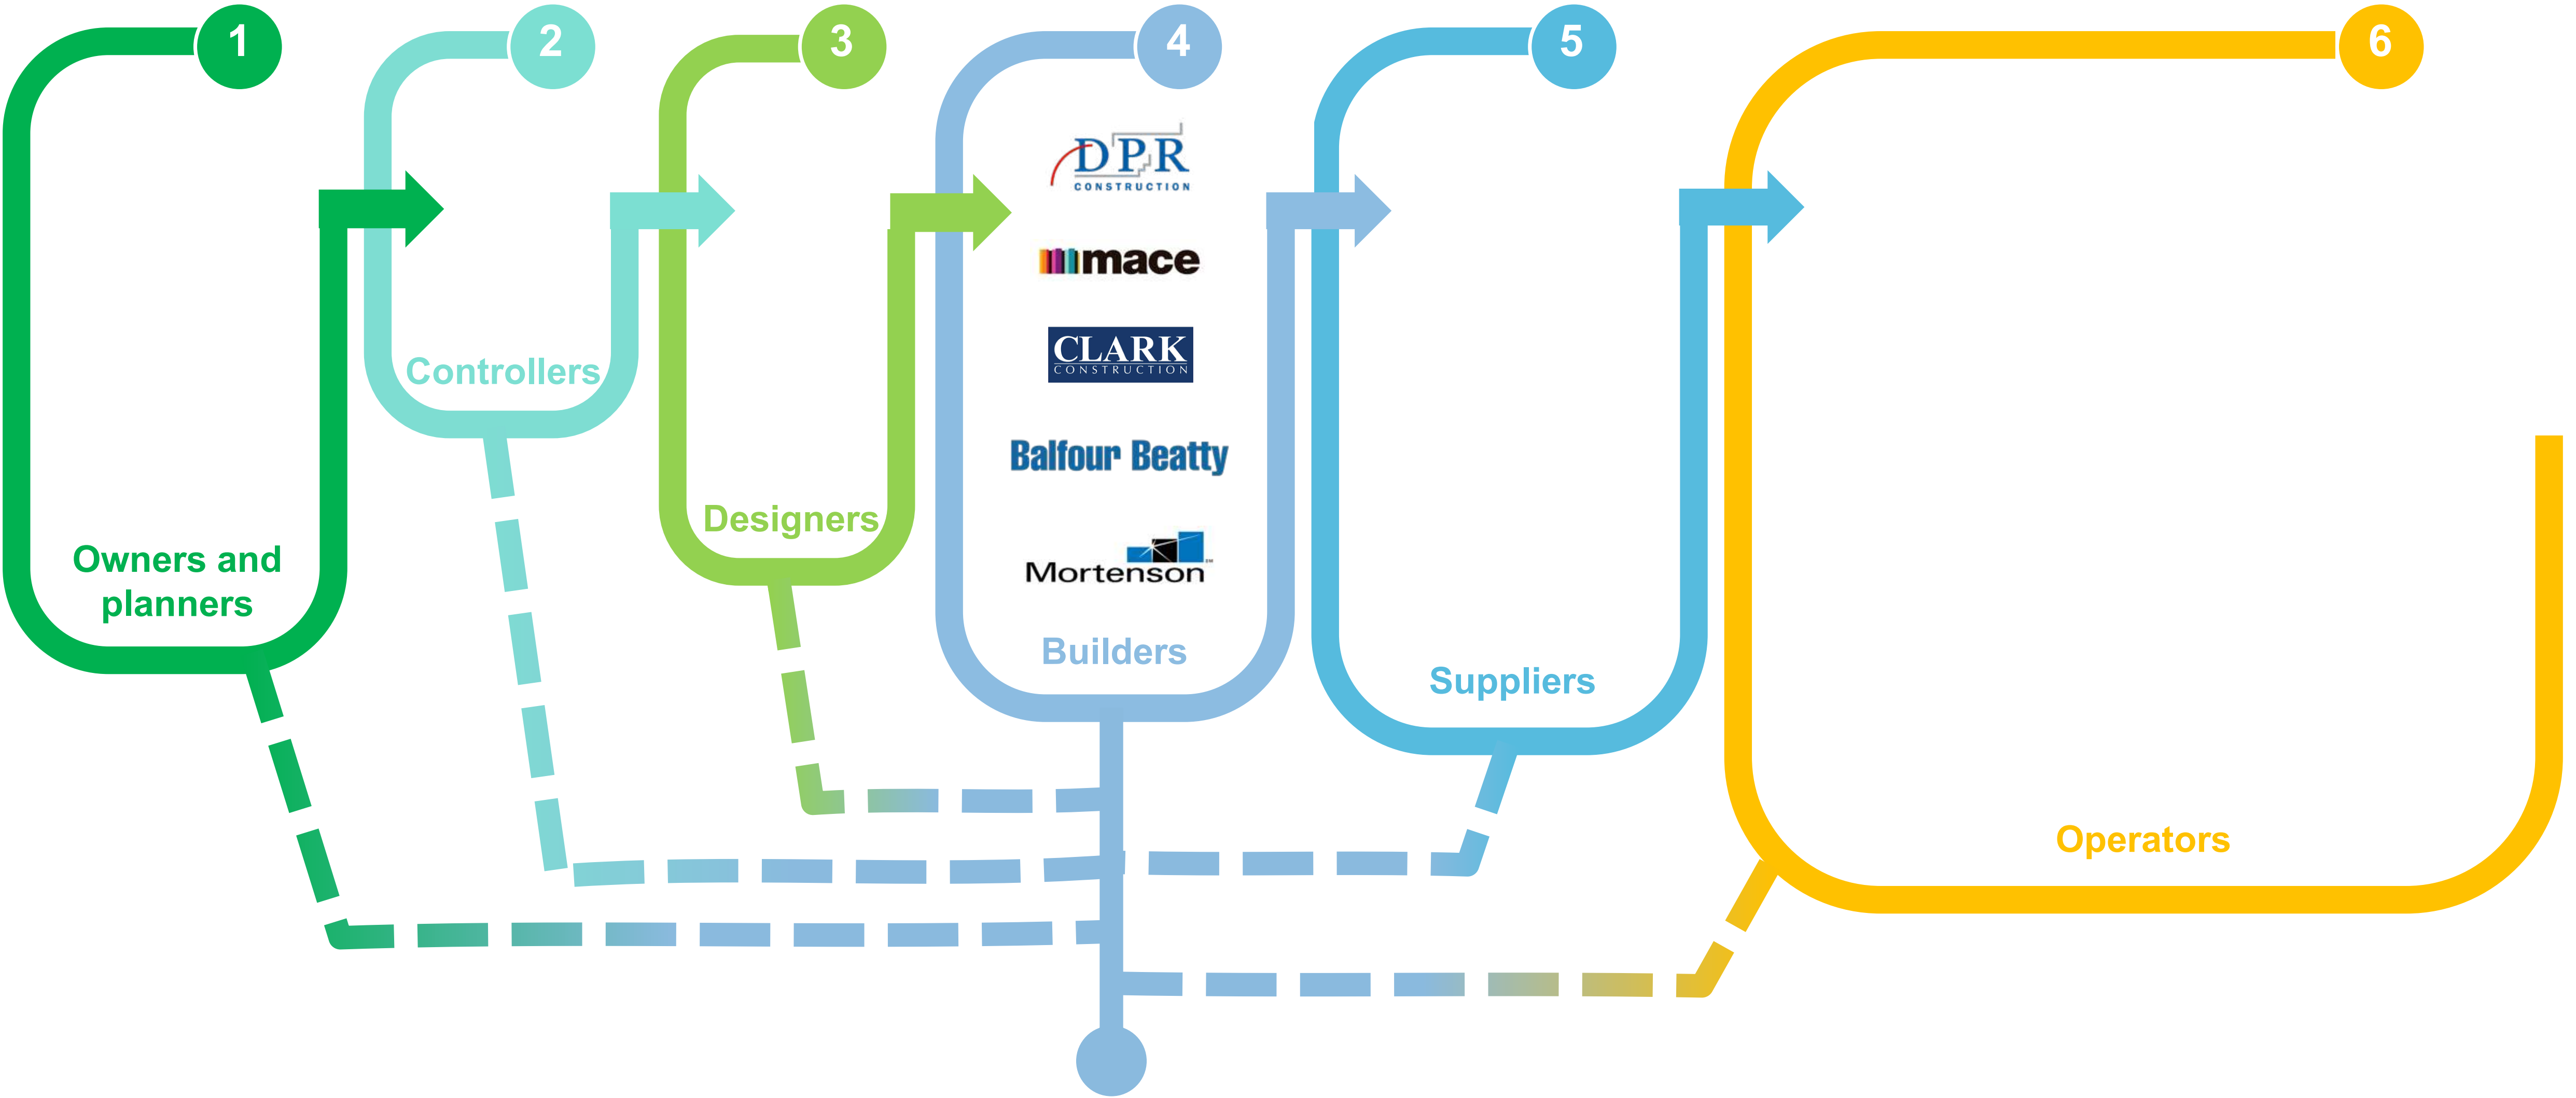 1
2
3
4
5
6
DPR
CONSTRUCTION
mace
CLARK
CONSTRUCTION
Balfour Beatty
Mortenson
Controllers
Designers
Owners and
planners
Builders
Suppliers
Operators